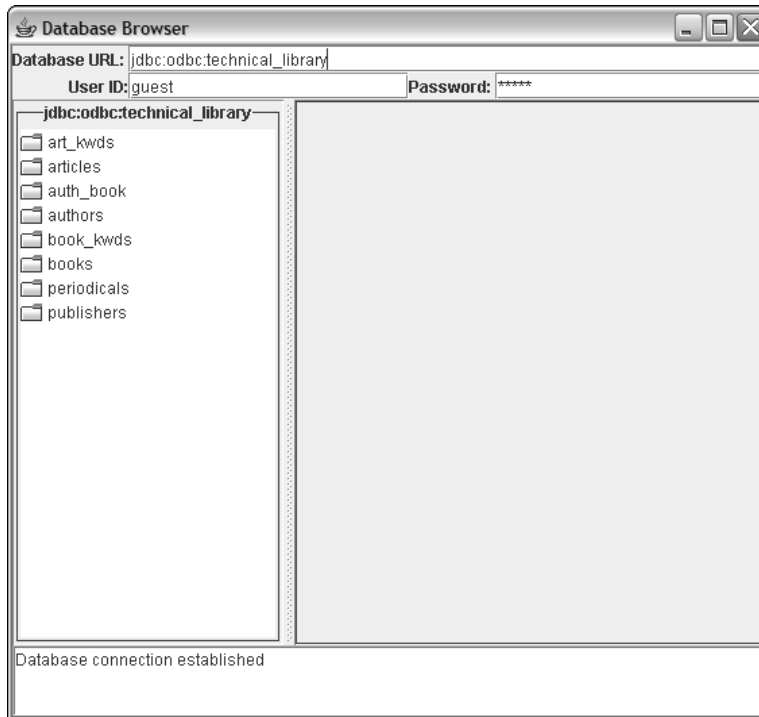 Database Browser
Database URL: jdbc:odbc:technical_library
User ID: guest Password: *****
jdbc:odbc:technical_library
art_kwds
articles
auth_book
authors
book_kwds
books
periodicals
publishers
Database connection established